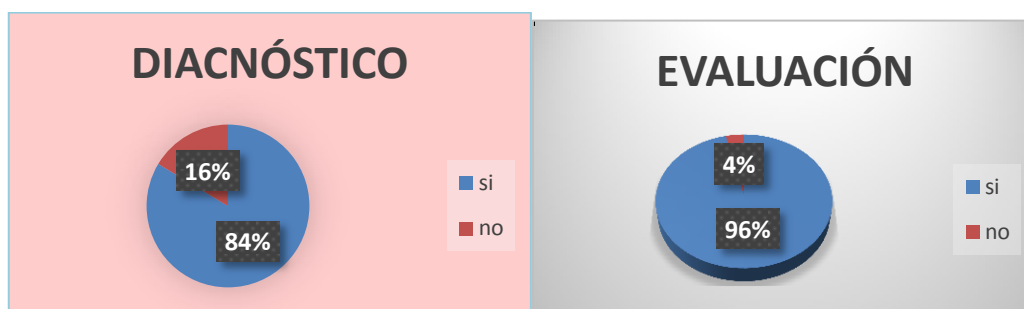 DIACNÓSTICO
16%
84%
si
no
EVALUACIÓN
4%
96%
si
no